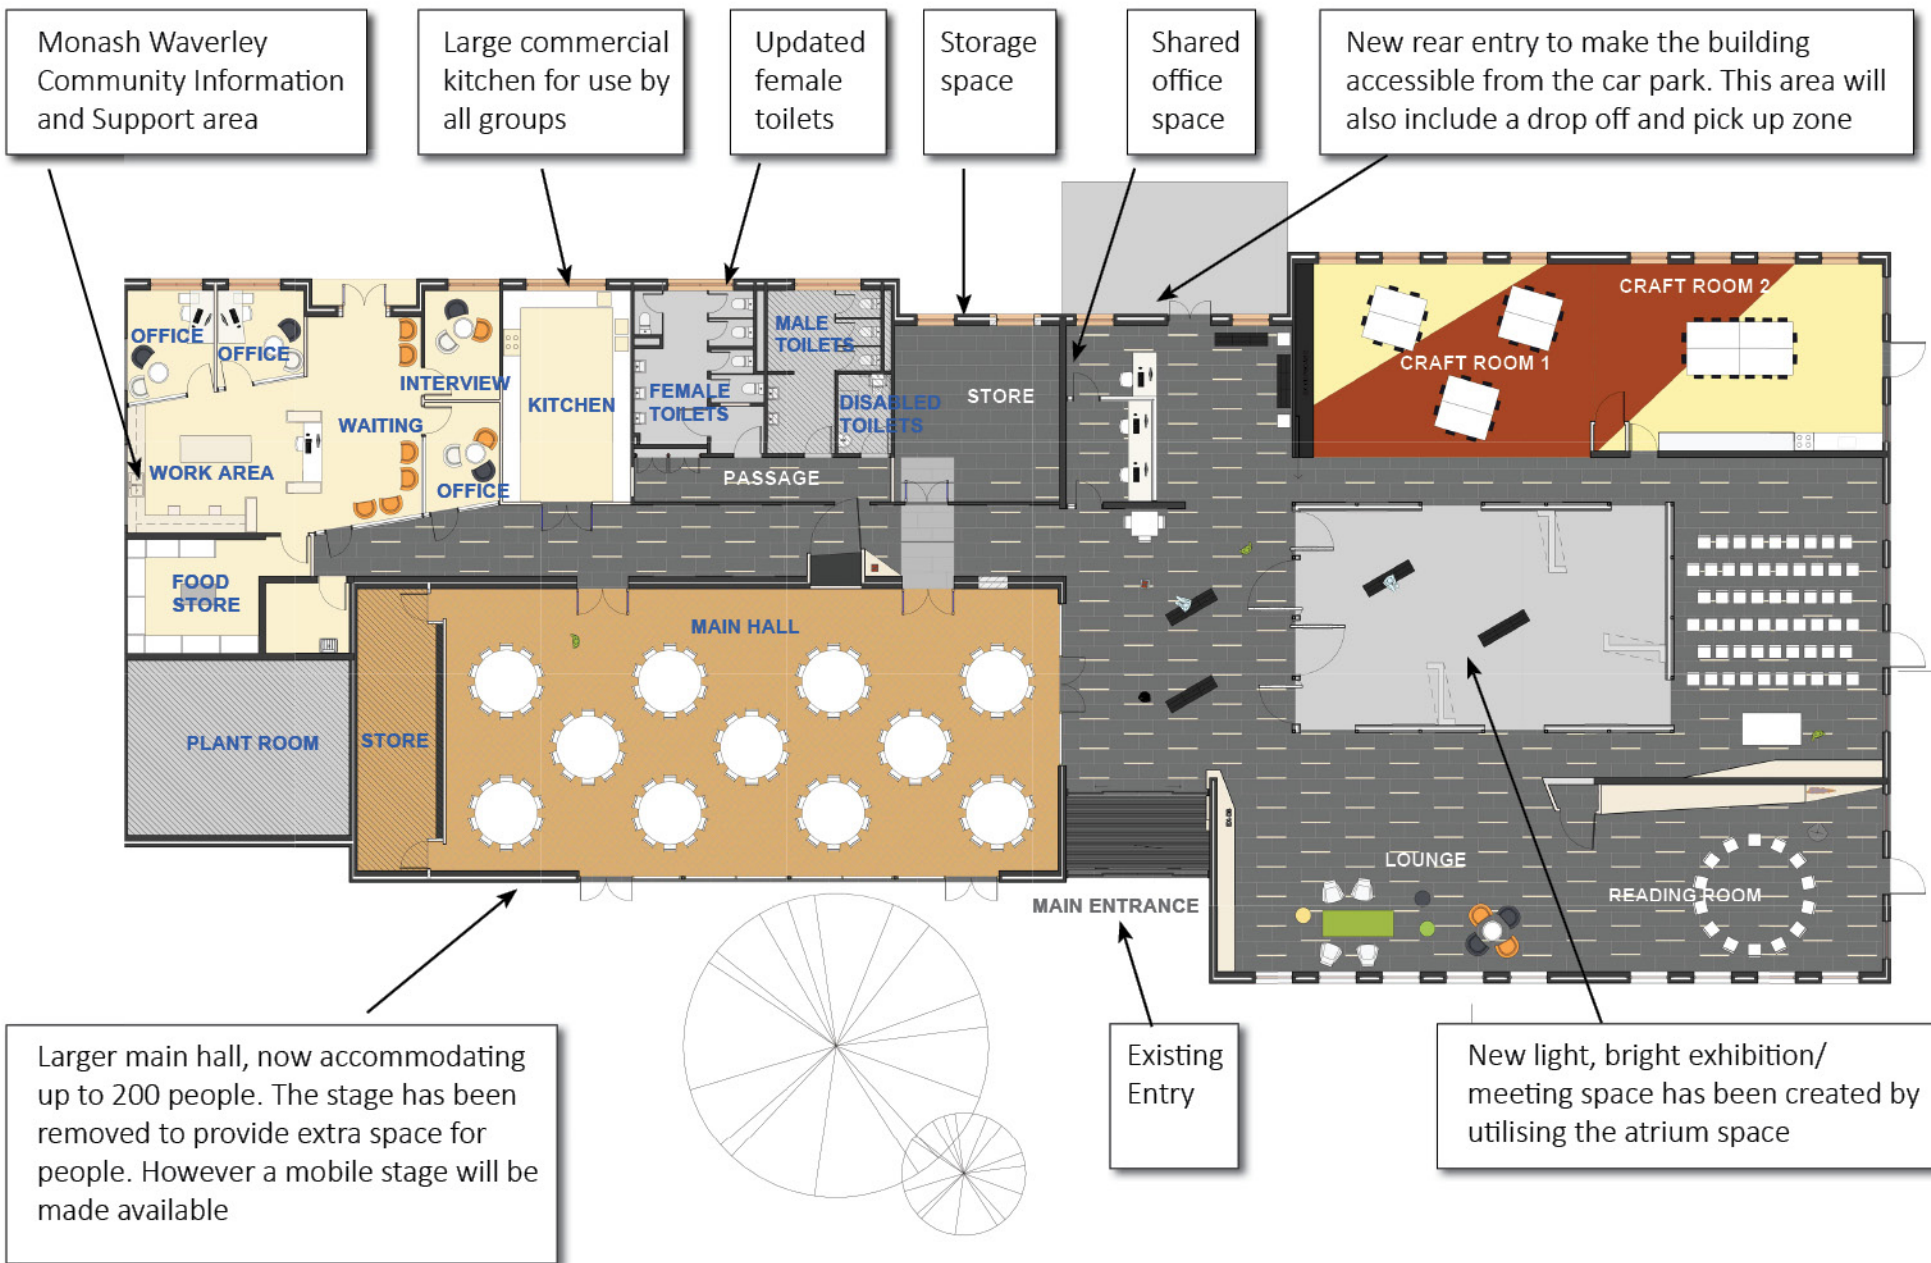 Monash Waverley
Community Information
and Support area
Large commercial
kitchen for use by
all groups
Updated
female
toilets
Storage
space
Shared
office
space
New rear entry to make the building
accessible from the car park. This area will
also include a drop off and pick up zone
OFFICE
OFFICE
INTERVIEW
WAITING
WORK AREA
OFFICE
KITCHEN
FEMALE
TOILETS
MALE
TOILETS
DISABLED
TOILETS
STORE
PASSAGE
CRAFT ROOM 2
CRAFT ROOM 1
FOOD
STORE
MAIN HALL
PLANT ROOM
STORE
LOUNGE
READING ROOM
MAIN ENTRANCE
Larger main hall, now accommodating
up to 200 people. The stage has been
removed to provide extra space for
people. However a mobile stage will be
made available
Existing
Entry
New light, bright exhibition/
meeting space has been created by
utilising the atrium space